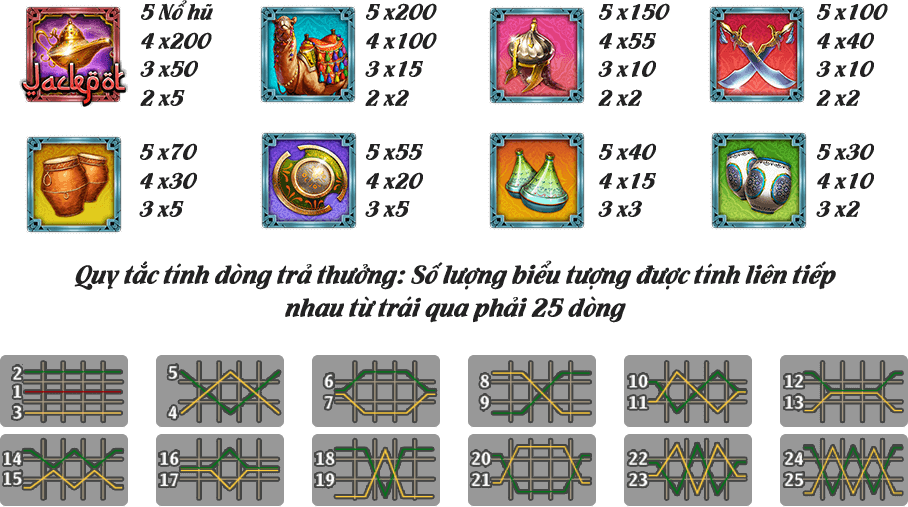 Jackpot
5 Nổ hũ
4 x200
3 x50
2 x5
5 x200
4 x100
3 x15
2 x2
5 x150
4 x55
3 x10
2 x2
5 x100
4 x40
3 x10
2 x2
5 x70
4 x30
3 x5
5 x55
4 x20
3 x5
5 x40
4 x15
3 x3
5 x30
4 x10
3 x2
Quy tắc tính dòng trả thưởng: Số lượng biểu tượng được tính liên tiếp
nhau từ trái qua phải 25 dòng
2
1
3
5
4
6
7
8
9
10
11
12
13
14
15
16
17
18
19
20
21
22
23
24
25